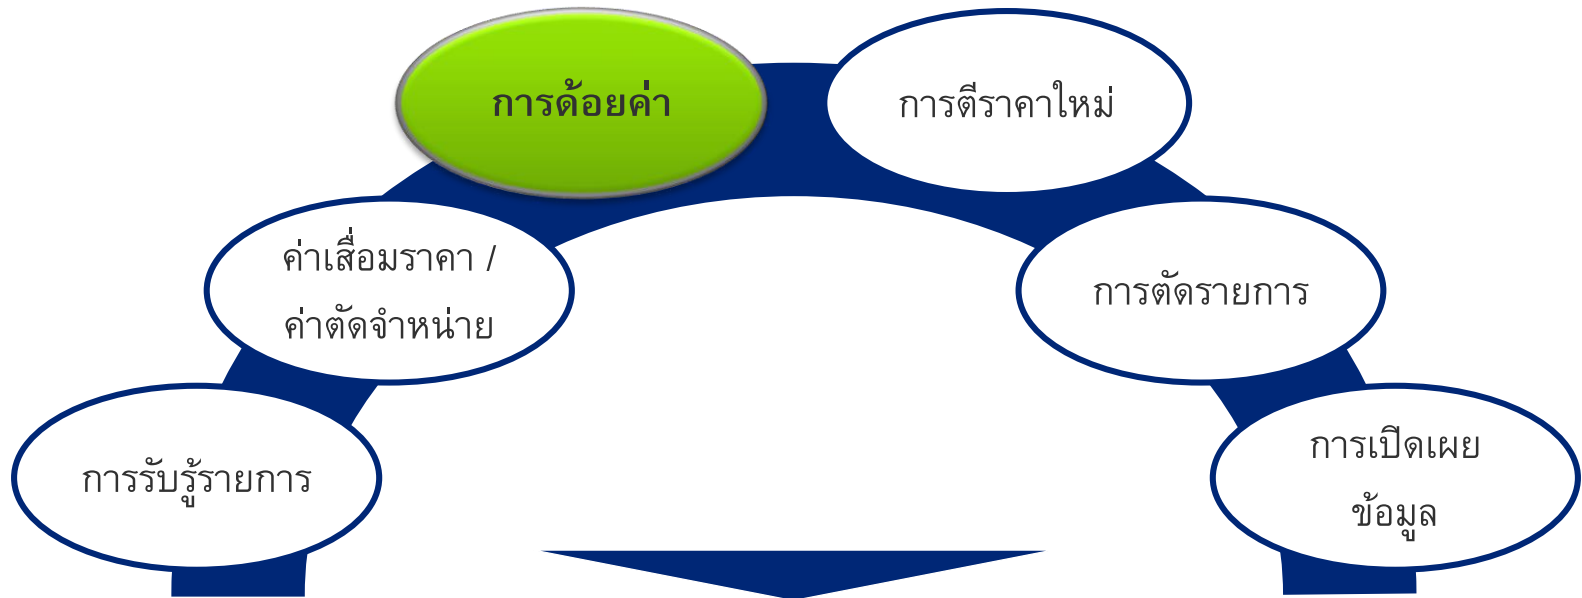 การด้อยค่า
การตีราคาใหม่
ค่าเสื่อมราคา /
ค่าตัดจำหน่าย
การตัดรายการ
การรับรู้รายการ
การเปิดเผย
ข้อมูล